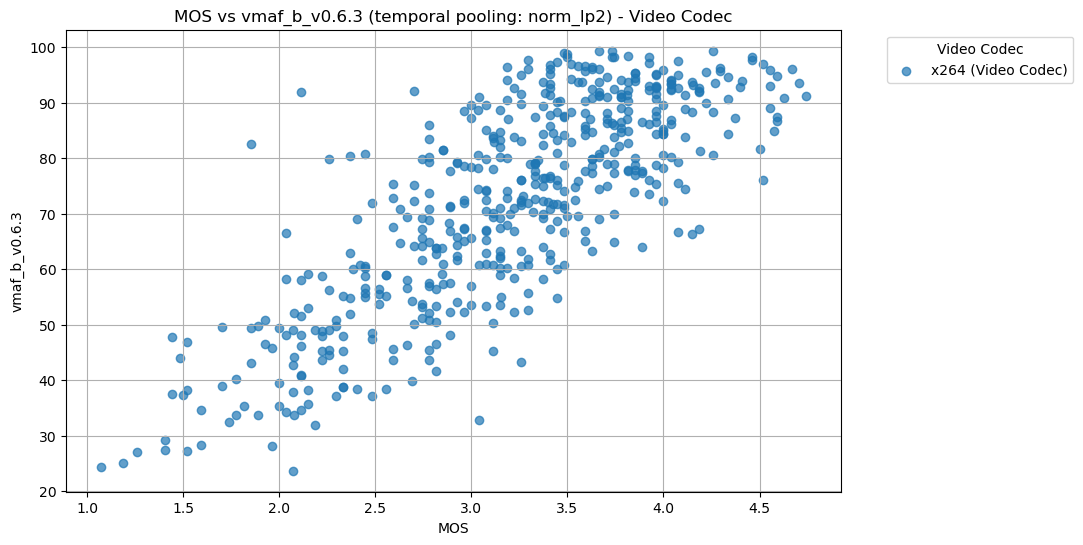 MOS vs vmaf_b_v0.6.3 (temporal pooling: norm_lp2) - Video Codec
Video Codec
x264 (Video Codec)
vmaf_b_v0.6.3
100
90
80
70
60
50
40
30
20
1.0 1.5 2.0 2.5 3.0 3.5 4.0 4.5
MOS